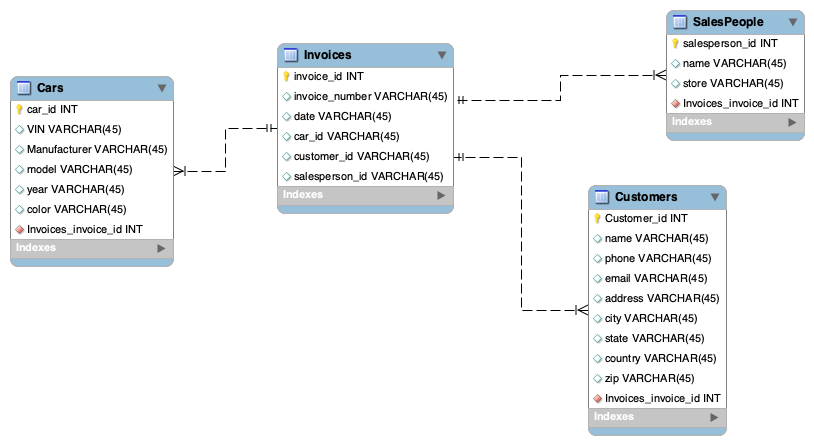 Cars
car_id INT
VIN VARCHAR(45)
Manufacturer VARCHAR(45)
model VARCHAR(45)
year VARCHAR(45)
color VARCHAR(45)
Invoices_invoice_id INT
Indexes
Invoices
invoice_id INT
invoice_number VARCHAR(45)
date VARCHAR(45)
car_id VARCHAR(45)
customer_id VARCHAR(45)
salesperson_id VARCHAR(45)
Indexes
SalesPeople
salesperson_id INT
name VARCHAR(45)
store VARCHAR(45)
Invoices_invoice_id INT
Indexes
Customers
Customer_id INT
name VARCHAR(45)
phone VARCHAR(45)
email VARCHAR(45)
address VARCHAR(45)
city VARCHAR(45)
state VARCHAR(45)
country VARCHAR(45)
zip VARCHAR(45)
Invoices_invoice_id INT
Indexes